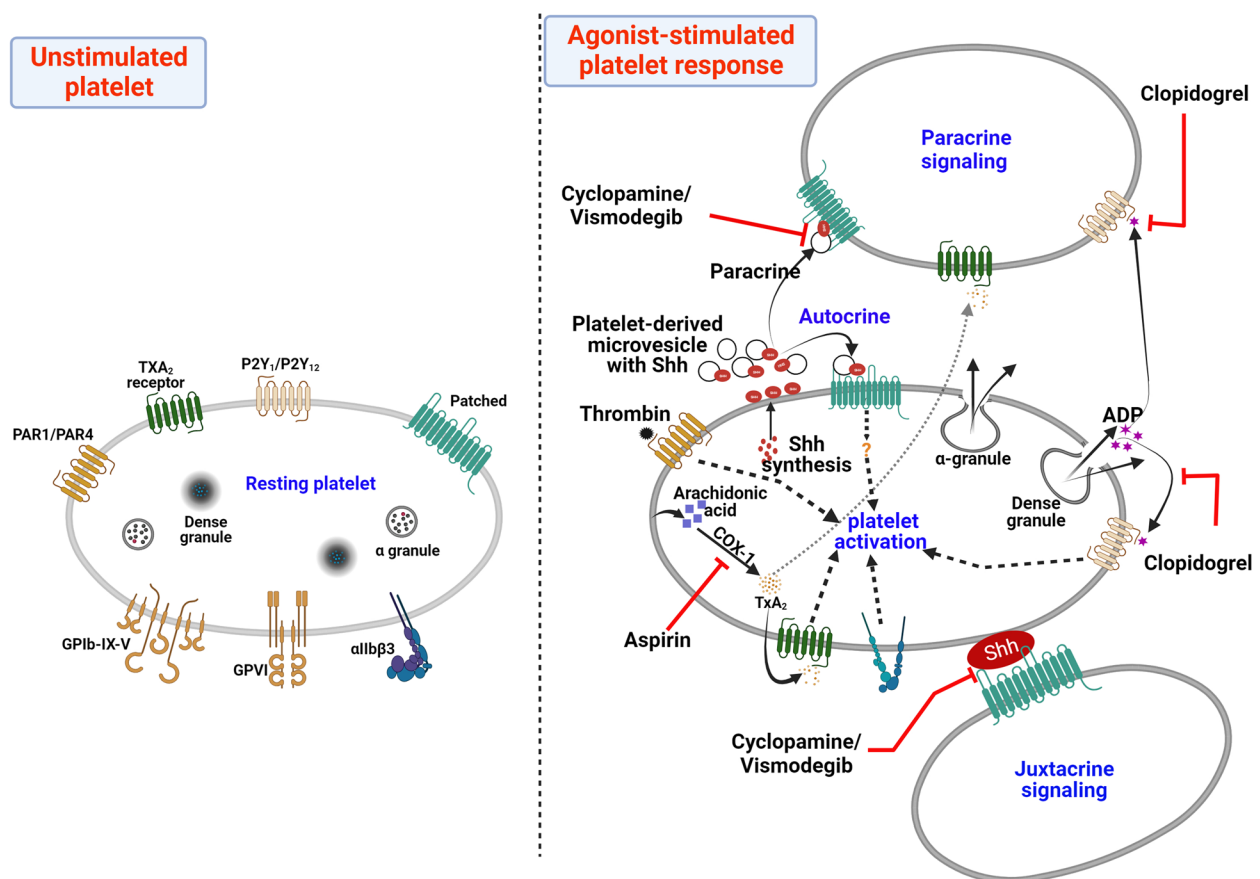 Unstimulated
platelet
TXA2
receptor
P2Y1/P2Y12
Patched
PAR1/PAR4
Resting platelet
Dense
granule
α granule
GPIb-IX-V
GPVI
αIIbβ3
Agonist-stimulated
platelet response
Clopidogrel
Paracrine
signaling
Cyclopamine/
Vismodegib
Paracrine
Platelet-derived
microvesicle
with Shh
Autocrine
Thrombin
Shh
synthesis
?
α-granule
ADP
Dense
granule
Arachidonic
acid
COX-1
platelet
activation
Clopidogrel
TxA2
Aspirin
Shh
Cyclopamine/
Vismodegib
Juxtacrine
signaling